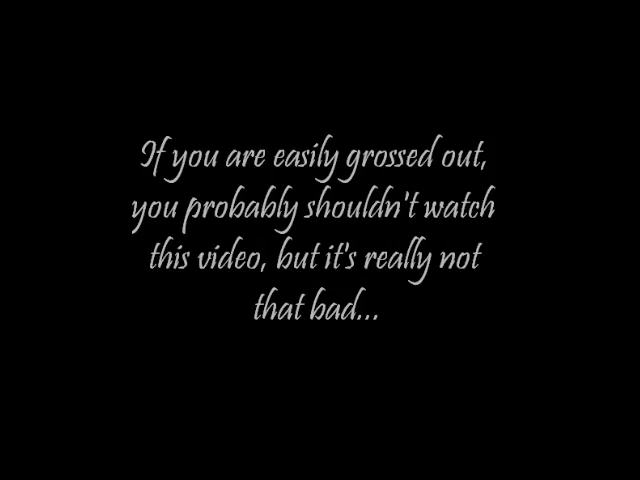 If you are easily grossed out,
you probably shouldn't watch
this video, but it's really not
that bad...